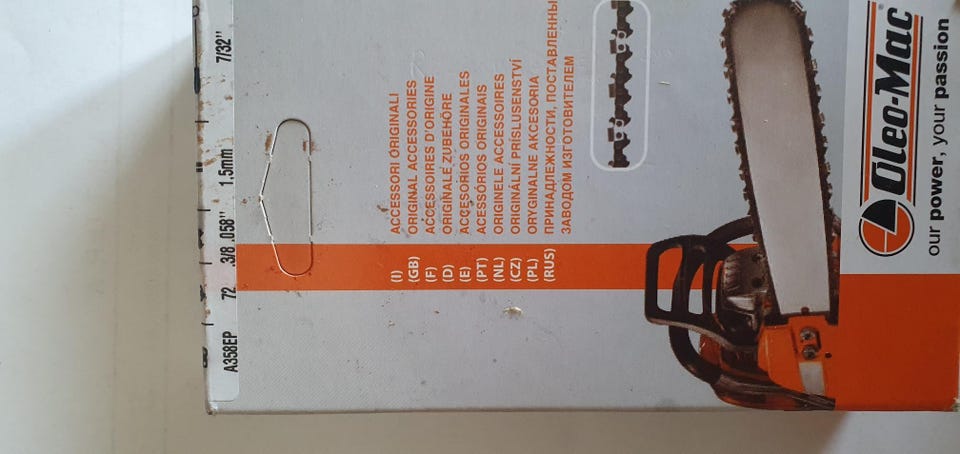 A358EP 72 .3/8 .058" 1.5mm 7/32"
(I) ACCESSORI ORIGINALI
(GB) ORIGINAL ACCESSORIES
(F) ACCESSOIRES D'ORIGINE
(D) ORIGINALE ZUBEHÖRE
(E) ACCESORIOS ORIGINALES
(PT) ACESSÓRIOS ORIGINAIS
(NL) ORIGINELE ACCESSOIRES
(CZ) ORIGINÁLNÍ PŘÍSLUSENSTVÍ
(PL) ORYGINALNE AKCESORIA
(RUS) ПРИНАДЛЕЖНОСТИ, ПОСТАВЛЕННЫ
ЗАВОДОМ ИЗГОТОВИТЕЛЕМ
Oleo-Mac
our power, your passion